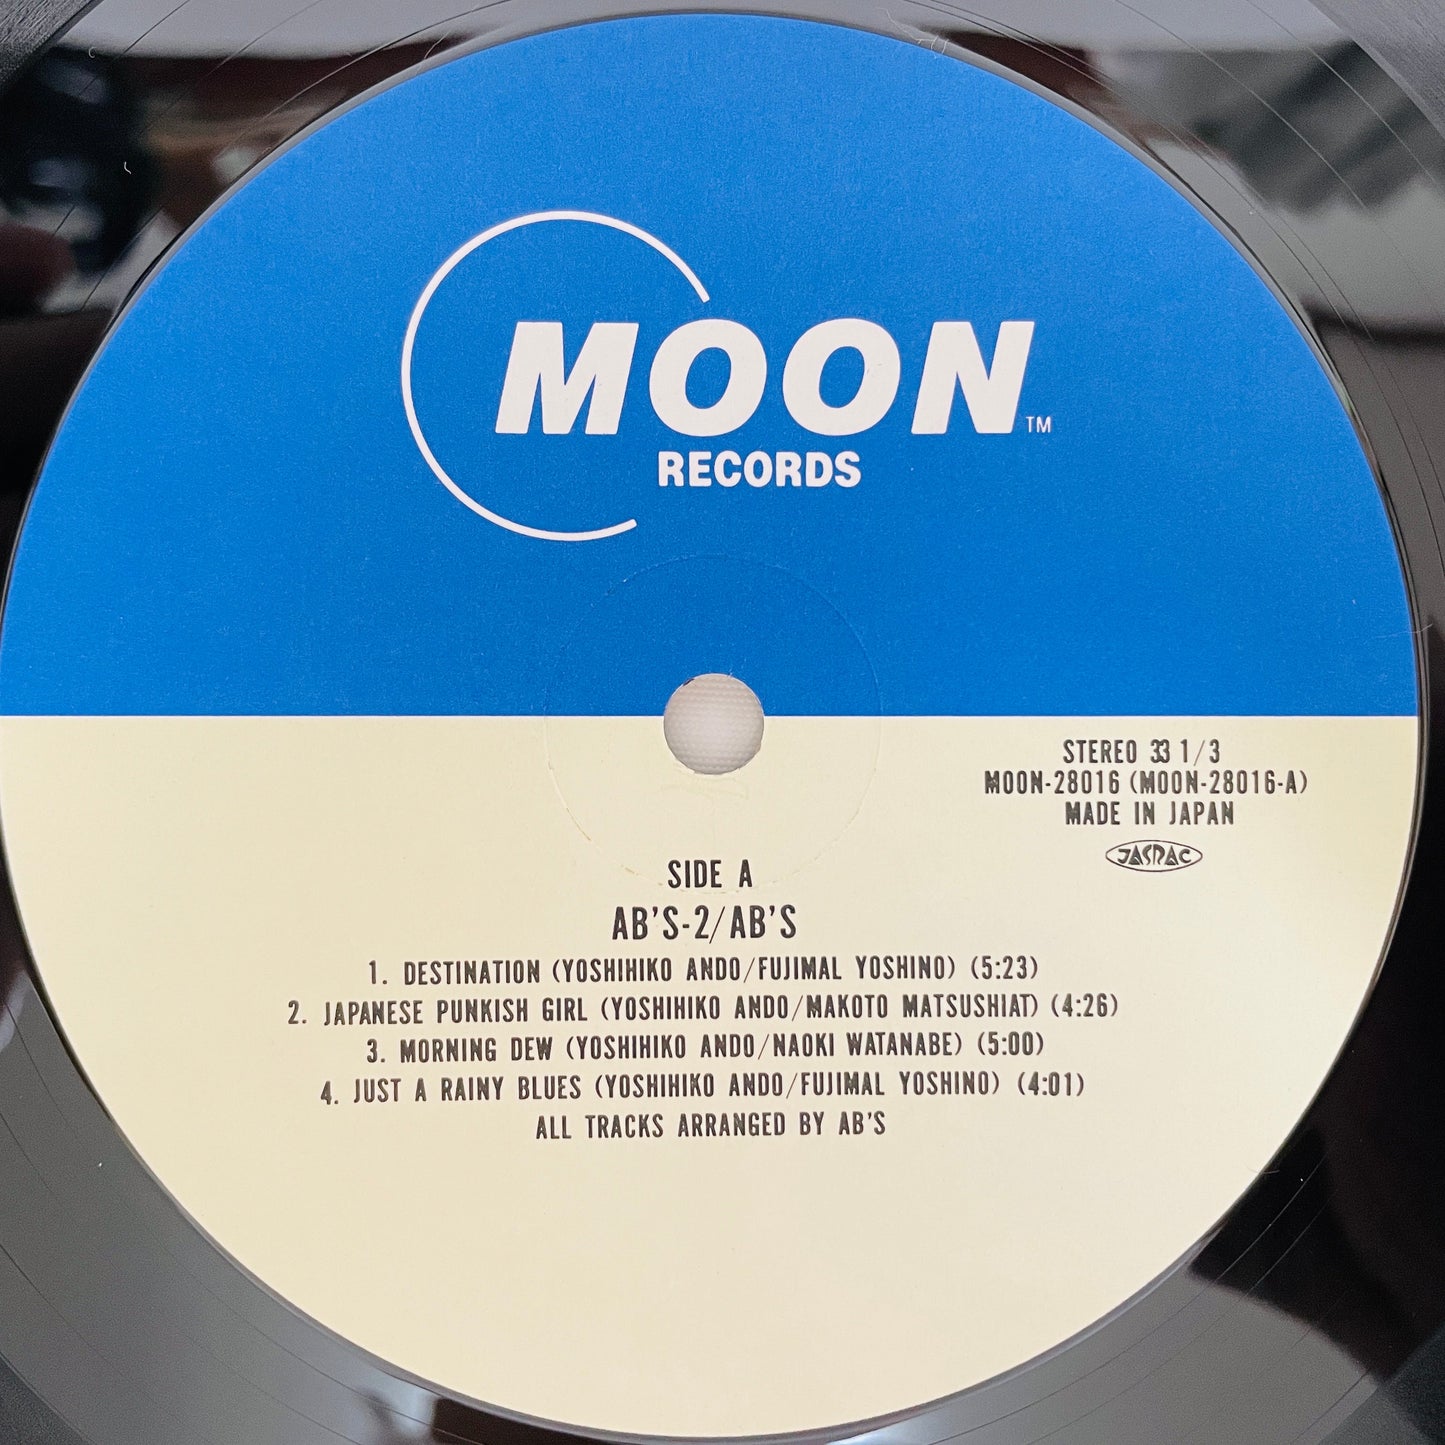 MOON™
RECORDS
STEREO 33 1/3
MOON-28016 (MOON-28016-A)
MADE IN JAPAN
JASRAC
SIDE A
AB'S-2/AB'S
1. DESTINATION (YOSHIHIKO ANDO/FUJIMAL YOSHINO) (5:23)
2. JAPANESE PUNKISH GIRL (YOSHIHIKO ANDO/MAKOTO MATSUSHIAT) (4:26)
3. MORNING DEW (YOSHIHIKO ANDO/NAOKI WATANABE) (5:00)
4. JUST A RAINY BLUES (YOSHIHIKO ANDO/FUJIMAL YOSHINO) (4:01)
ALL TRACKS ARRANGED BY AB'S